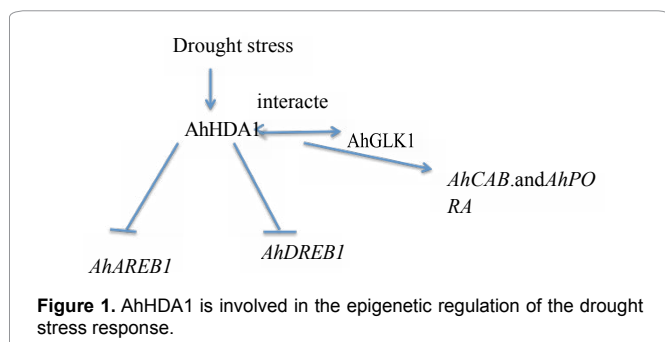 Drought stress
interacte
AhHDA1
AhGLK1
AhCAB.andAhPO
RA
AhAREB1
AhDREB1
Figure 1. AhHDA1 is involved in the epigenetic regulation of the drought
stress response.